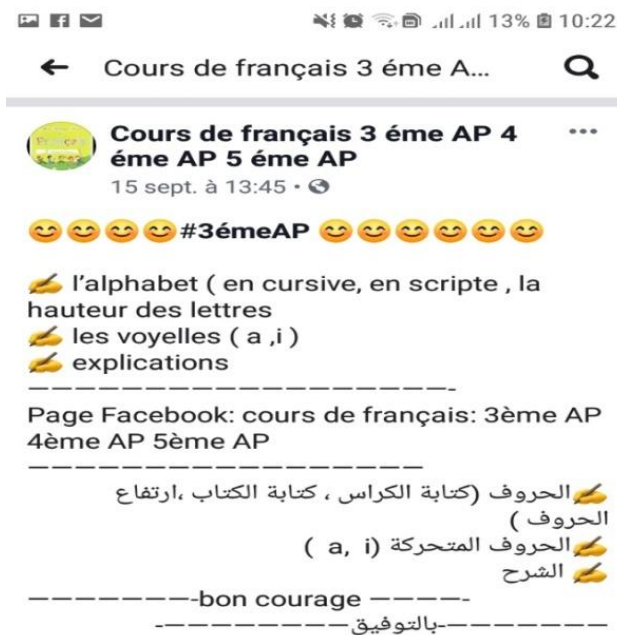 13% 10:22
Cours de français 3 éme A...
Cours de français 3 éme AP 4
éme AP 5 éme AP
15 sept. à 13:45 •
😊😊😊😊#3émeAP 😊😊😊😊😊😊
✍ l'alphabet ( en cursive, en scripte , la
hauteur des lettres
✍ les voyelles ( a ,i )
✍ explications
——————————————————-
Page Facebook: cours de français: 3ème AP
4ème AP 5ème AP
——————————————————
✍الحروف (كتابة الكراس ، كتابة الكتاب ،ارتفاع
الحروف )
✍الحروف المتحركة (a, i )
✍ الشرح
———————-bon courage ————-
———————-بالتوفيق————————-